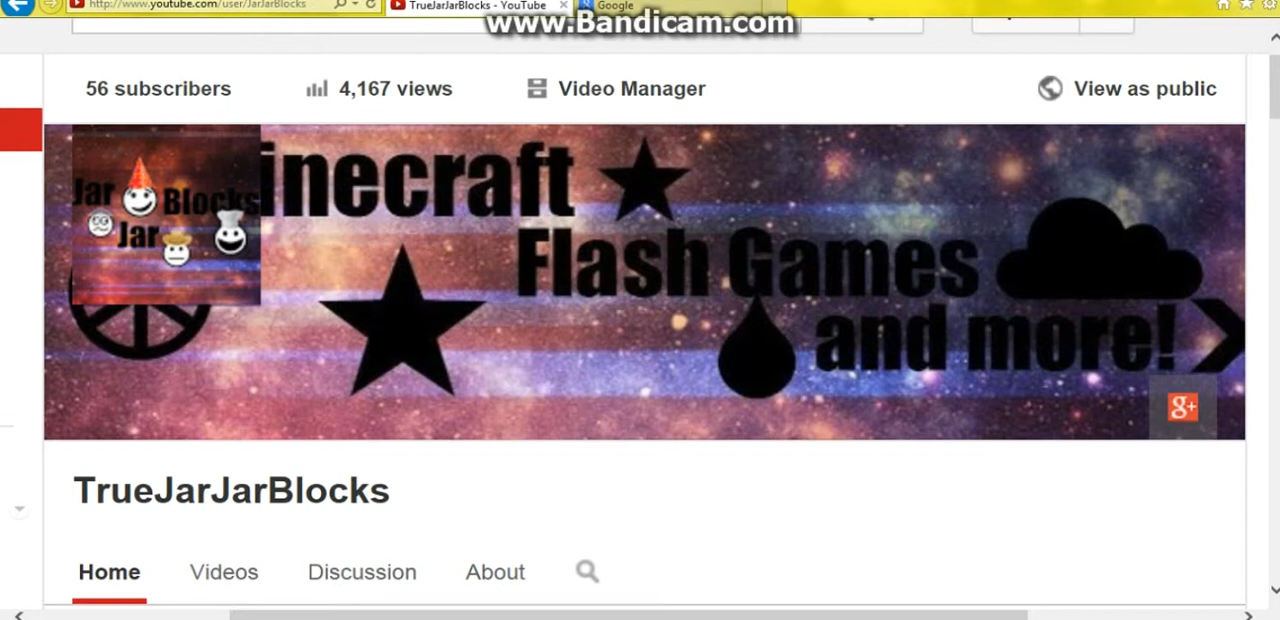 http://www.youtube.com/user/JarJarBlocks
TrueJarJarBlocks - YouTube
Google
www.Bandicam.com
56 subscribers
4,167 views
Video Manager
View as public
inecraft
Jar
Blocks
Jar
Flash Games
and more!
g+
TrueJarJarBlocks
Home
Videos
Discussion
About